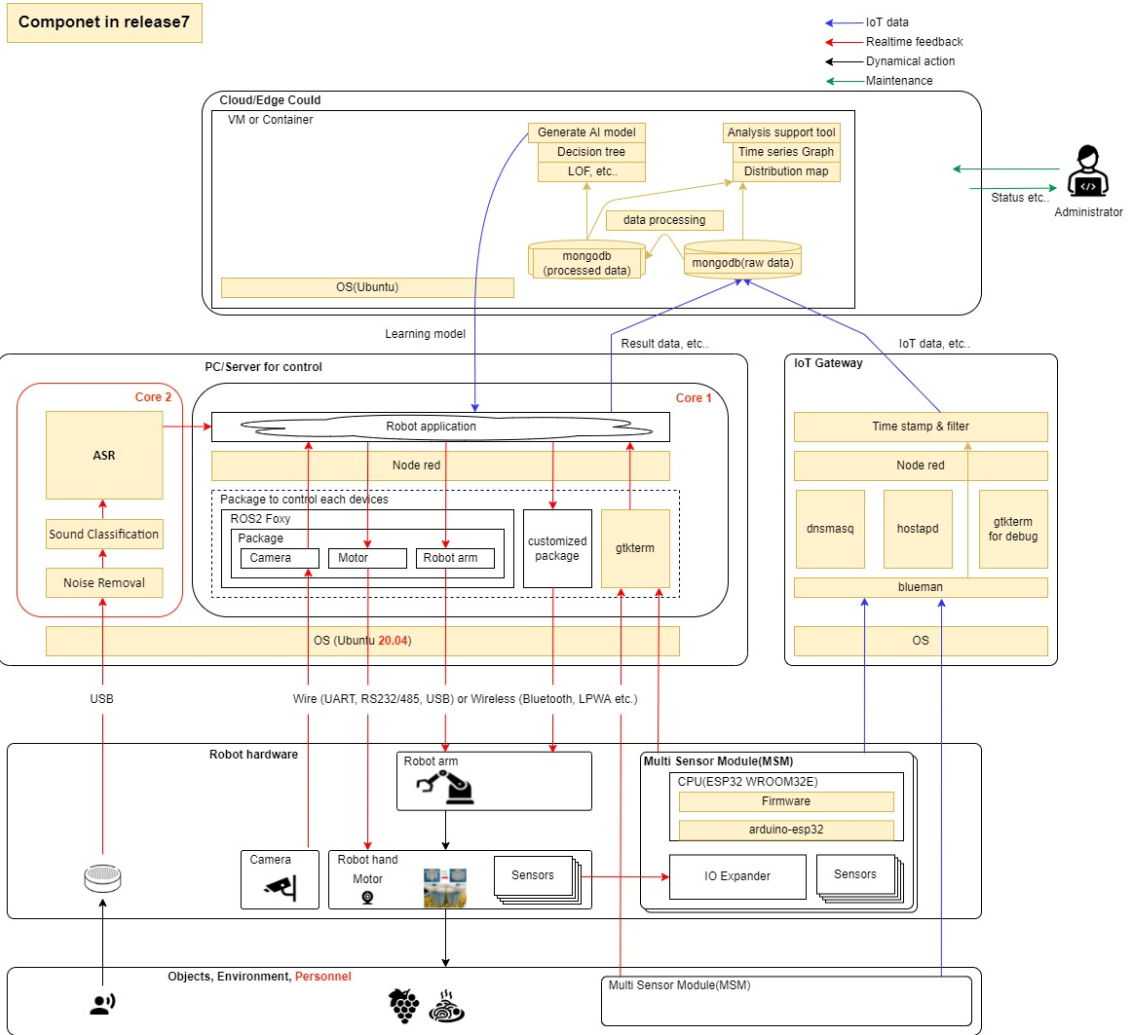 Componet in release7
IoT data
Realtime feedback
Dynamical action
Maintenance
Cloud/Edge Could
VM or Container
Generate AI model
Decision tree
LOF, etc..
Analysis support tool
Time series Graph
Distribution map
data processing
mongodb
(processed data)
mongodb(raw data)
OS(Ubuntu)
Status etc..
Administrator
Learning model
Result data, etc..
IoT data, etc..
PC/Server for control
Core 2
ASR
Sound Classification
Noise Removal
Core 1
Robot application
Node red
Package to control each devices
ROS2 Foxy
Package
Camera
Motor
Robot arm
customized
package
gtkterm
OS (Ubuntu 20.04)
IoT Gateway
Time stamp & filter
Node red
dnsmasq
hostapd
gtkterm
for debug
blueman
OS
USB
Wire (UART, RS232/485, USB) or Wireless (Bluetooth, LPWA etc.)
Robot hardware
Robot arm
Camera
Robot hand
Motor
Sensors
Multi Sensor Module(MSM)
CPU(ESP32 WROOM32E)
Firmware
arduino-esp32
IO Expander
Sensors
Objects, Environment, Personnel
Multi Sensor Module(MSM)